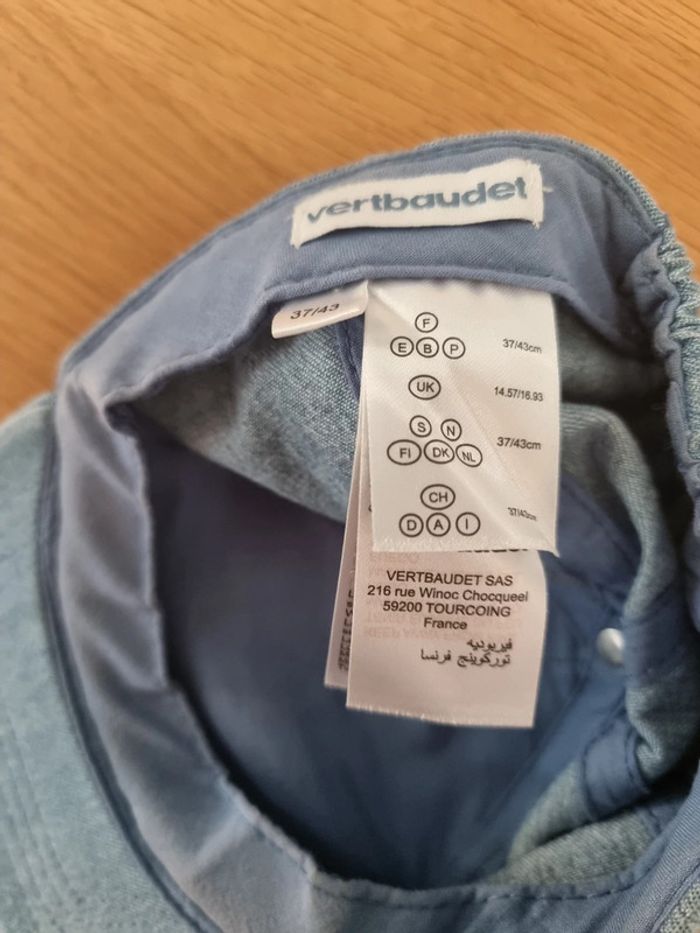 vertbaudet
37/43
F
E B P 37/43cm
UK 14.57/16.93
S N
FI DK NL 37/43cm
CH
D A I 37/43cm
VERTBAUDET SAS
216 rue Winoc Chocqueel
59200 TOURCOING
France
فيربوديه
توركوينج فرنسا